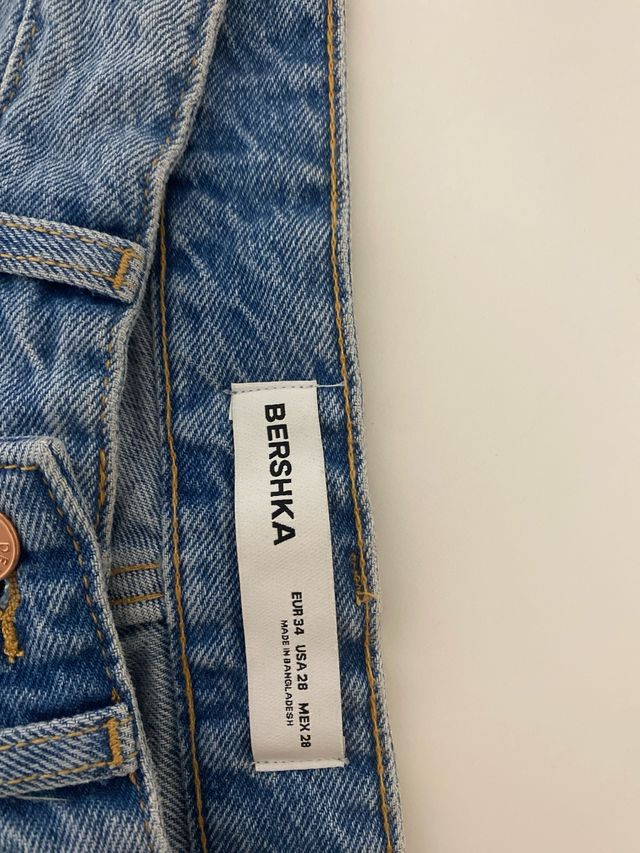 BERSHKA
EUR 34 USA 28 MEX 28
MADE IN BANGLADESH